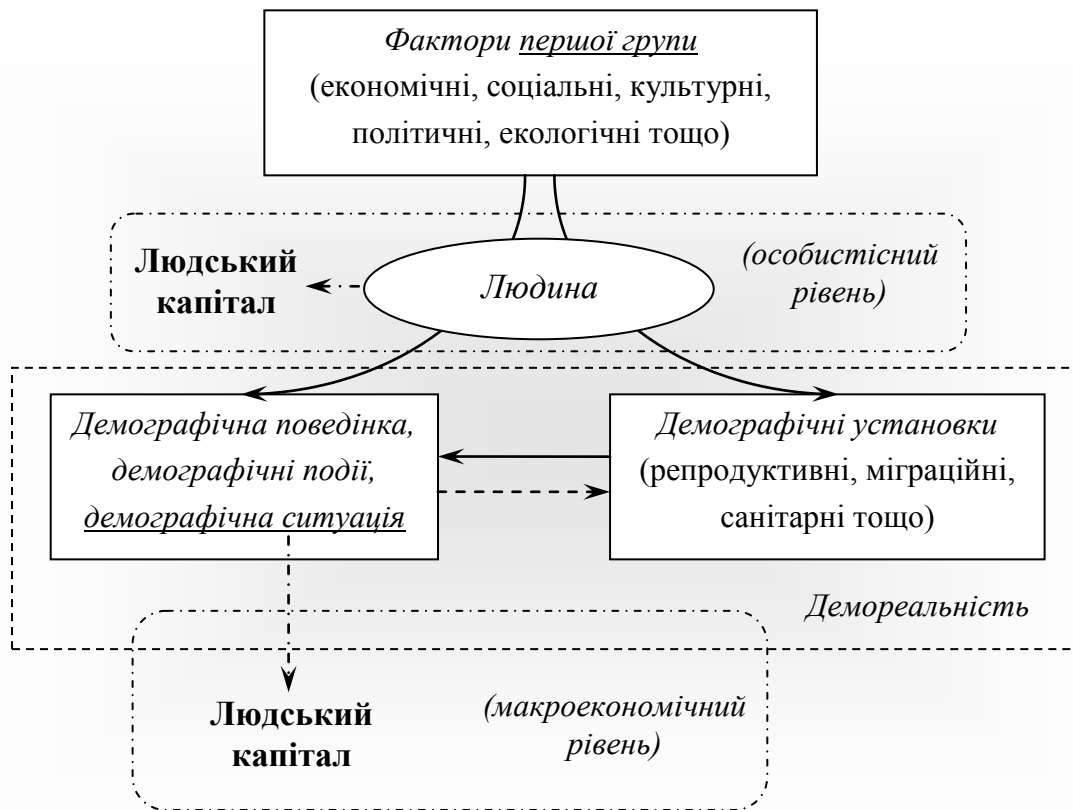 Фактори першої групи
(економічні, соціальні, культурні,
політичні, екологічні тощо)
Людський
капітал
Людина
(особистісний
рівень)
Демографічна поведінка,
демографічні події,
демографічна ситуація
Демографічні установки
(репродуктивні, міграційні,
санітарні тощо)
Демореальність
Людський
капітал
(макроекономічний
рівень)